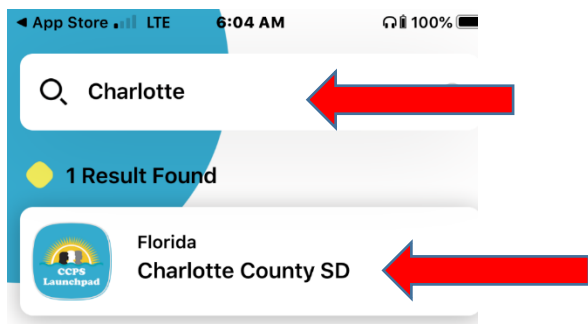 ◀ App Store LTE 6:04 AM 100%
Charlotte
1 Result Found
Florida
Charlotte County SD
CCPS
Launchpad